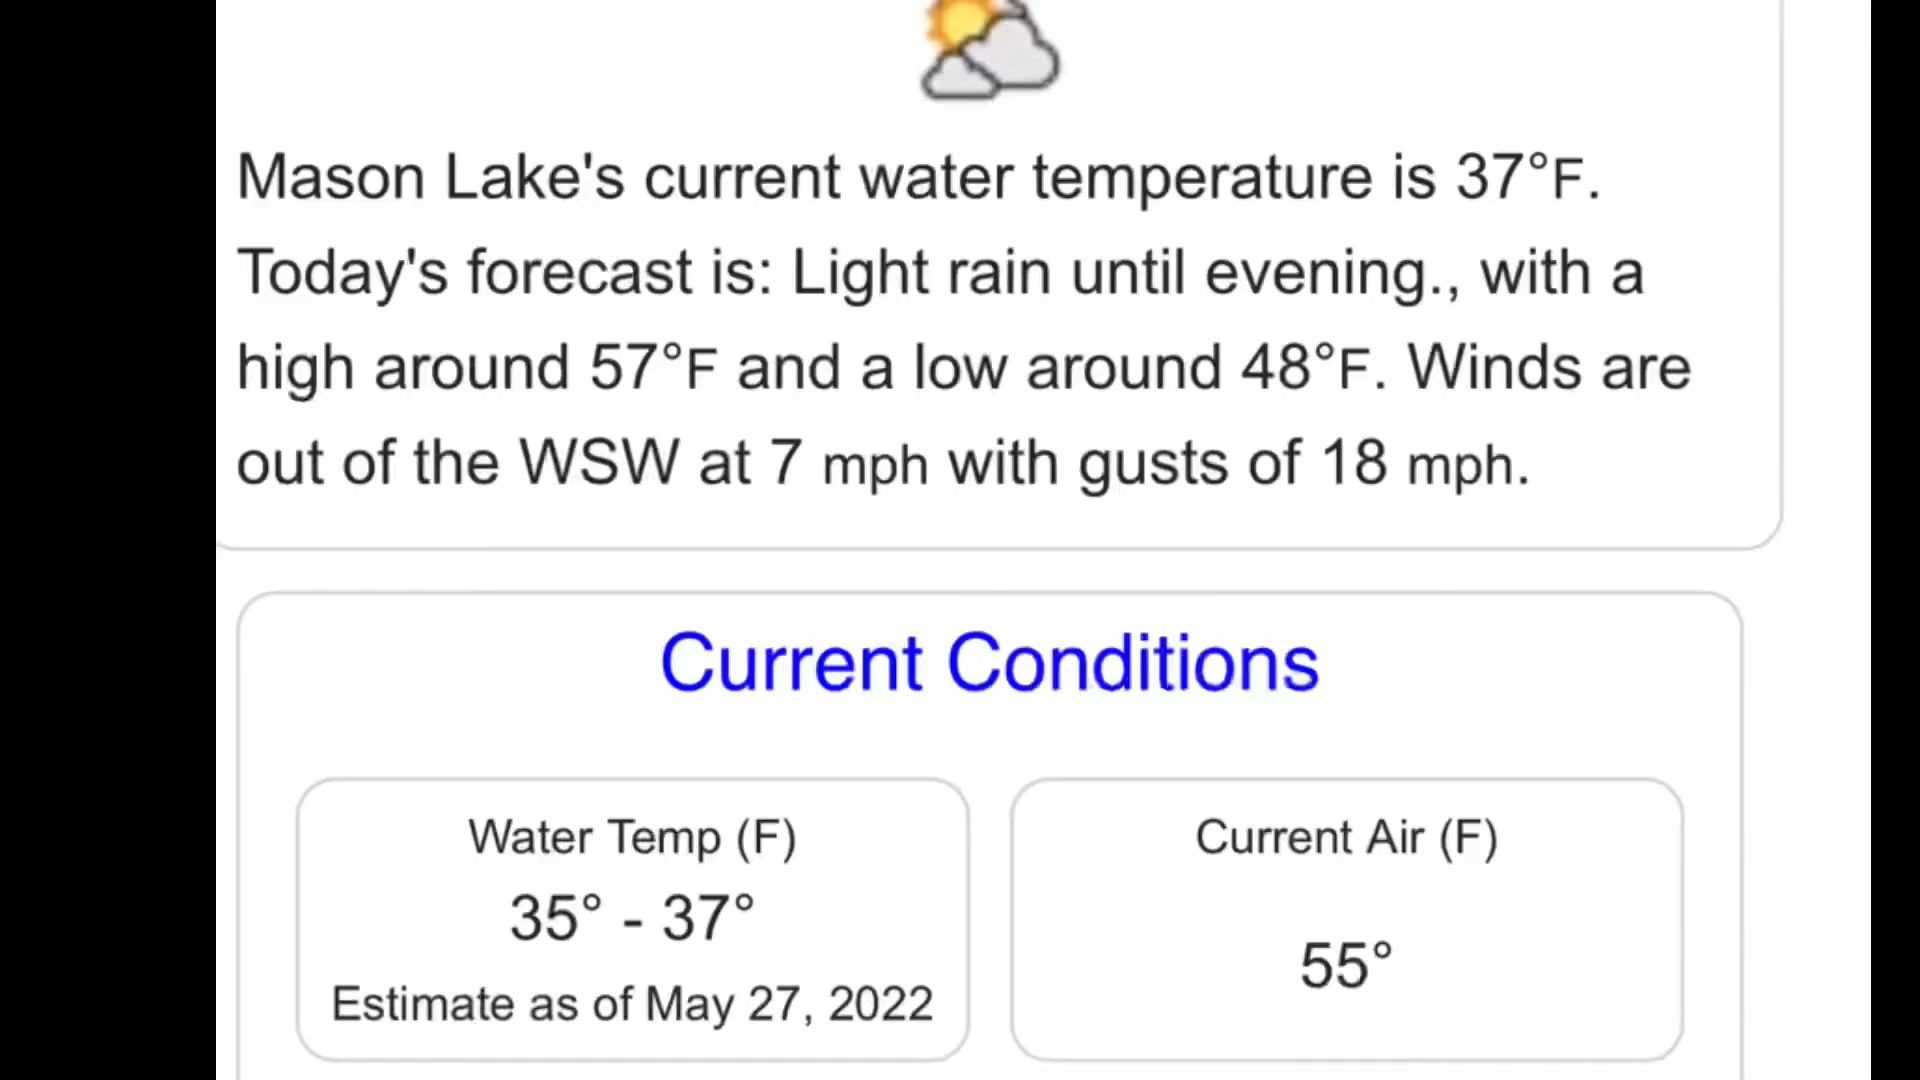 Mason Lake's current water temperature is 37°F.
Today's forecast is: Light rain until evening., with a
high around 57°F and a low around 48°F. Winds are
out of the WSW at 7 mph with gusts of 18 mph.
Current Conditions
Water Temp (F)
35° - 37°
Estimate as of May 27, 2022
Current Air (F)
55°